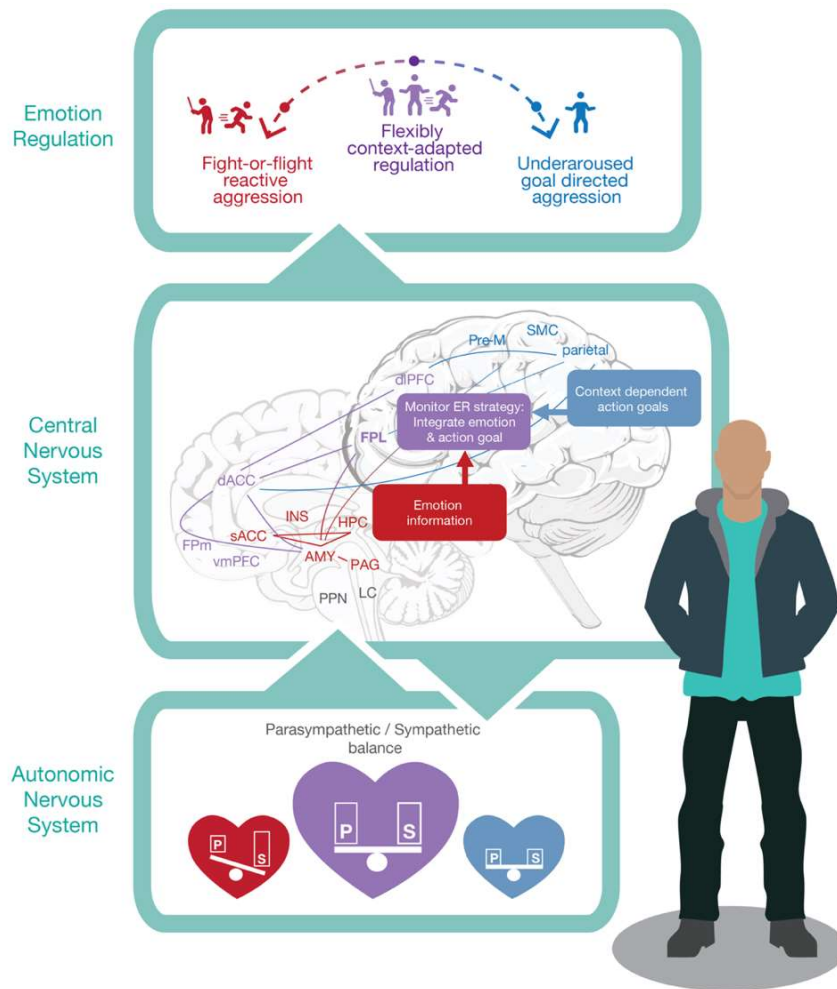 Emotion
Regulation
Fight-or-flight
reactive
aggression
Flexibly
context-adapted
regulation
Underaroused
goal directed
aggression
Central
Nervous
System
Pre-M
SMC
parietal
dlPFC
Context dependent
action goals
Monitor ER strategy:
Integrate emotion
& action goal
FPL
dACC
Emotion
information
INS
HPC
sACC
FPm
vmPFC
AMY
PAG
PPN
LC
Autonomic
Nervous
System
Parasympathetic / Sympathetic
balance
P
S
P
S
P
S